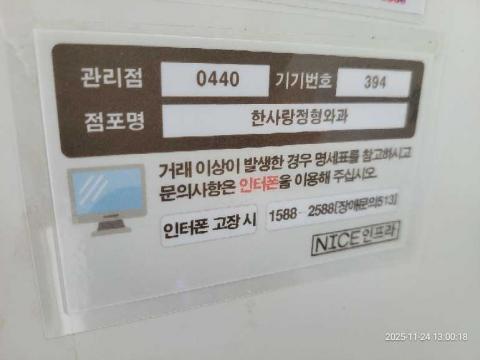 관리점 0440 기기번호 394
점포명 한사랑정형외과
거래 이상이 발생한 경우 명세표를 참고하시고
문의사항은 인터폰을 이용해 주십시오.
인터폰 고장 시 1588-2588[장애문의513]
NICE인프라
2025-11-24 13:00:18